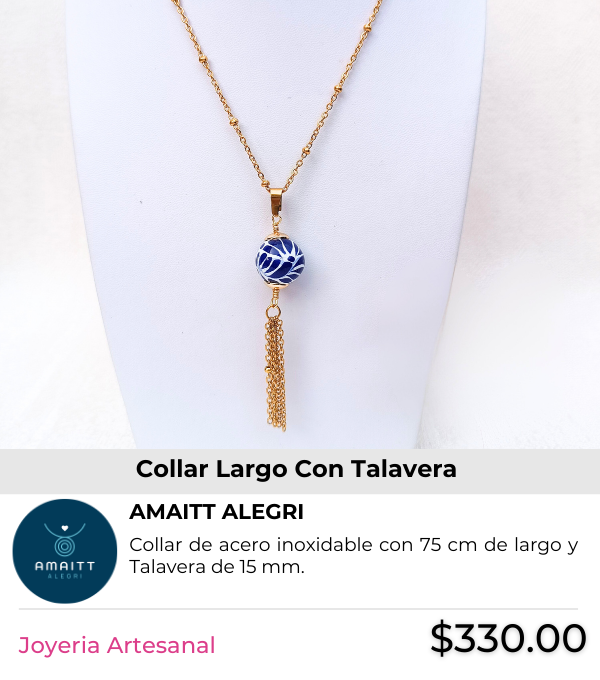 Collar Largo Con Talavera
AMAITT ALEGRI
Collar de acero inoxidable con 75 cm de largo y
Talavera de 15 mm.
AMAITT
ALEGRI
Joyeria Artesanal
$330.00